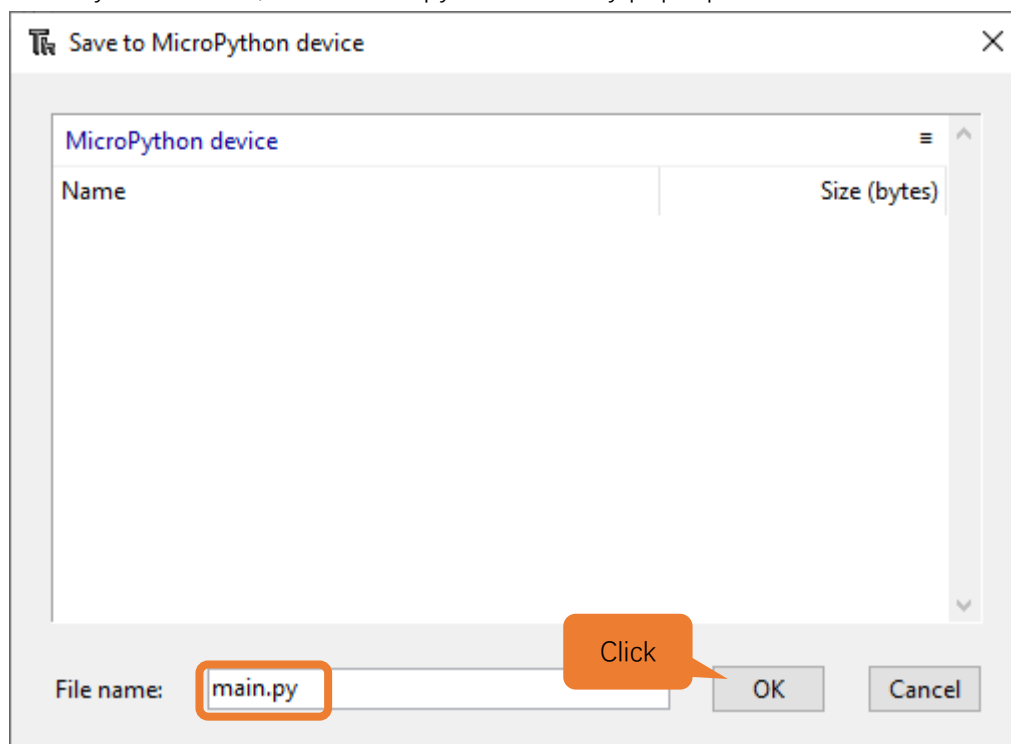 Save to MicroPython device
MicroPython device
Name Size (bytes)
Click
File name: main.py OK Cancel